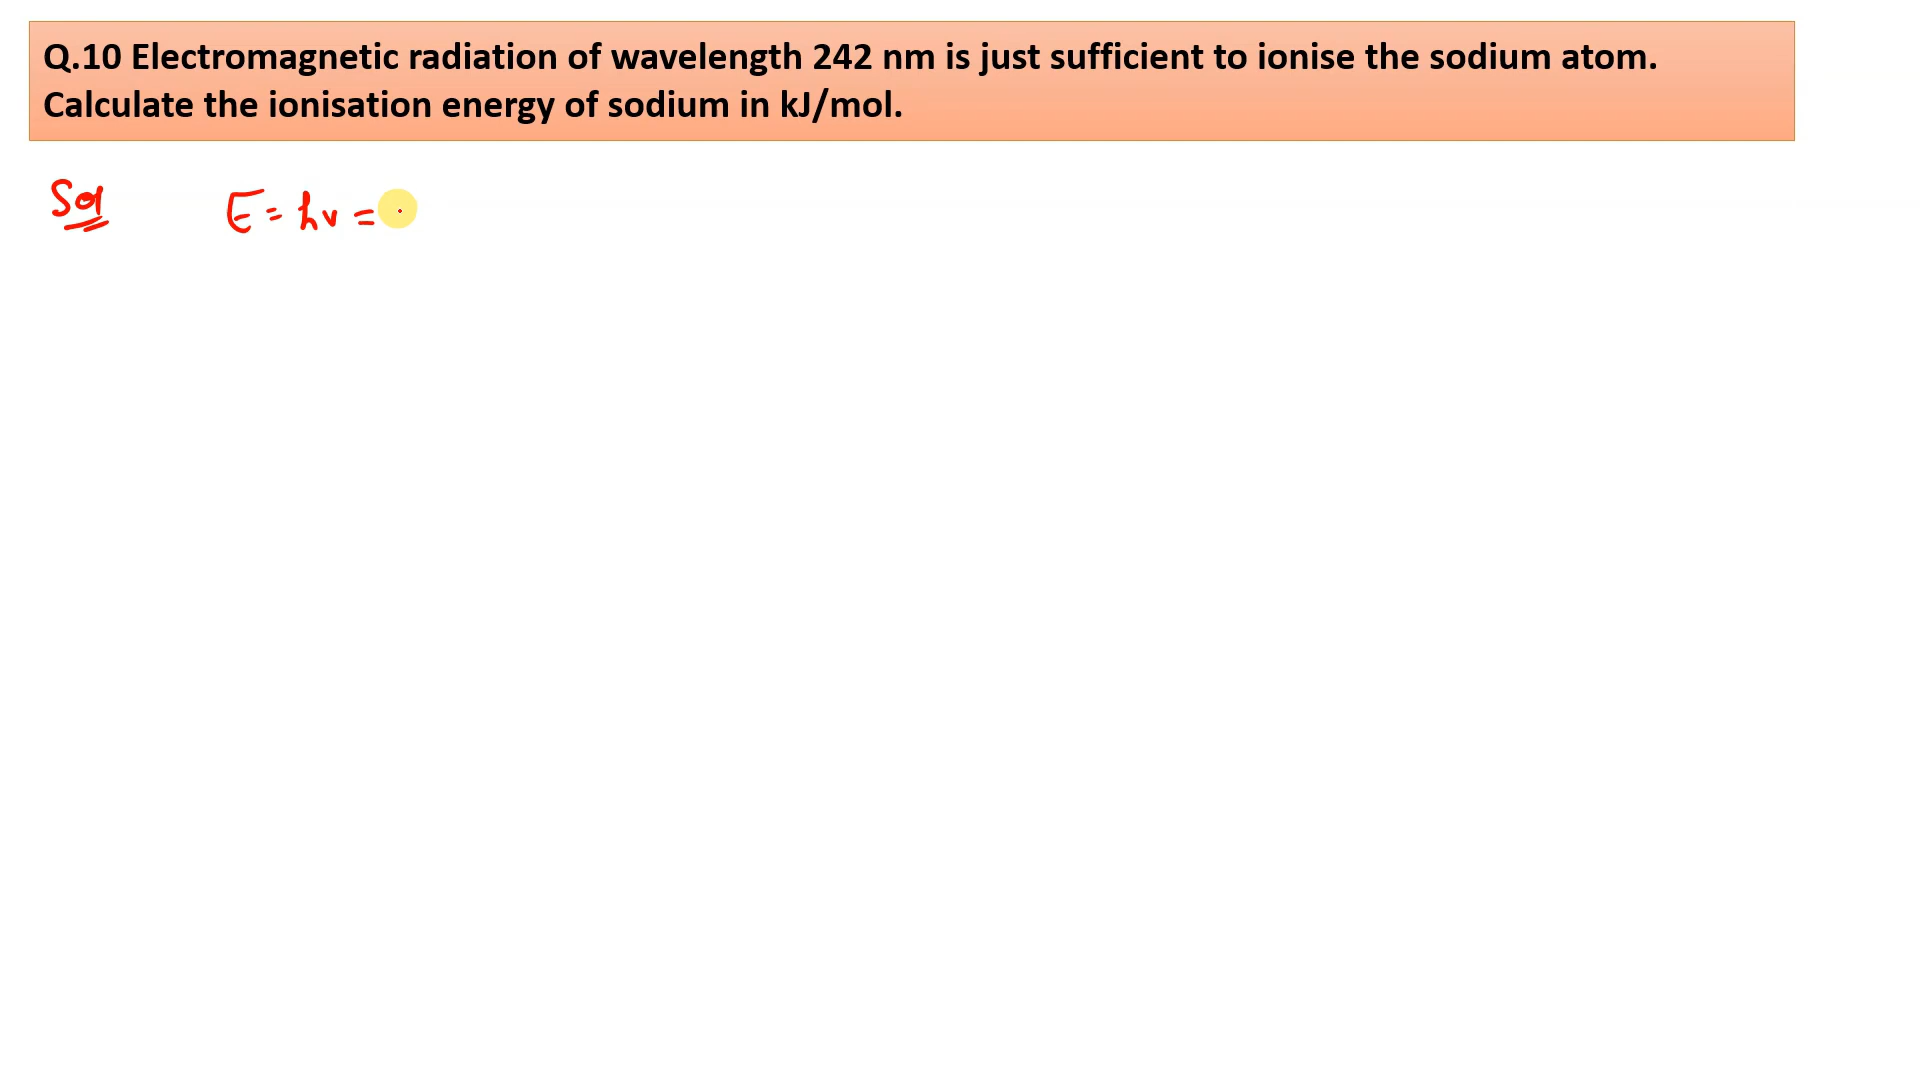 Q.10 Electromagnetic radiation of wavelength 242 nm is just sufficient to ionise the sodium atom.
Calculate the ionisation energy of sodium in kJ/mol.
Sol E = hν =